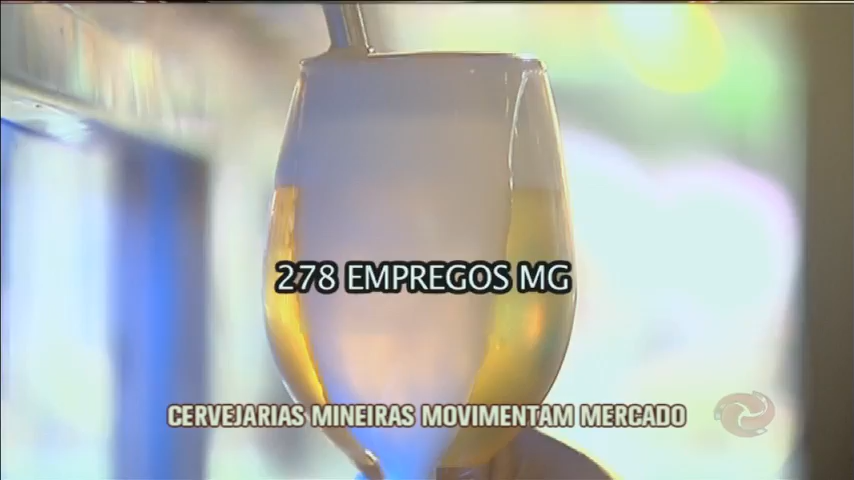 278 EMPREGOS MG
CERVEJARIAS MINEIRAS MOVIMENTAM MERCADO